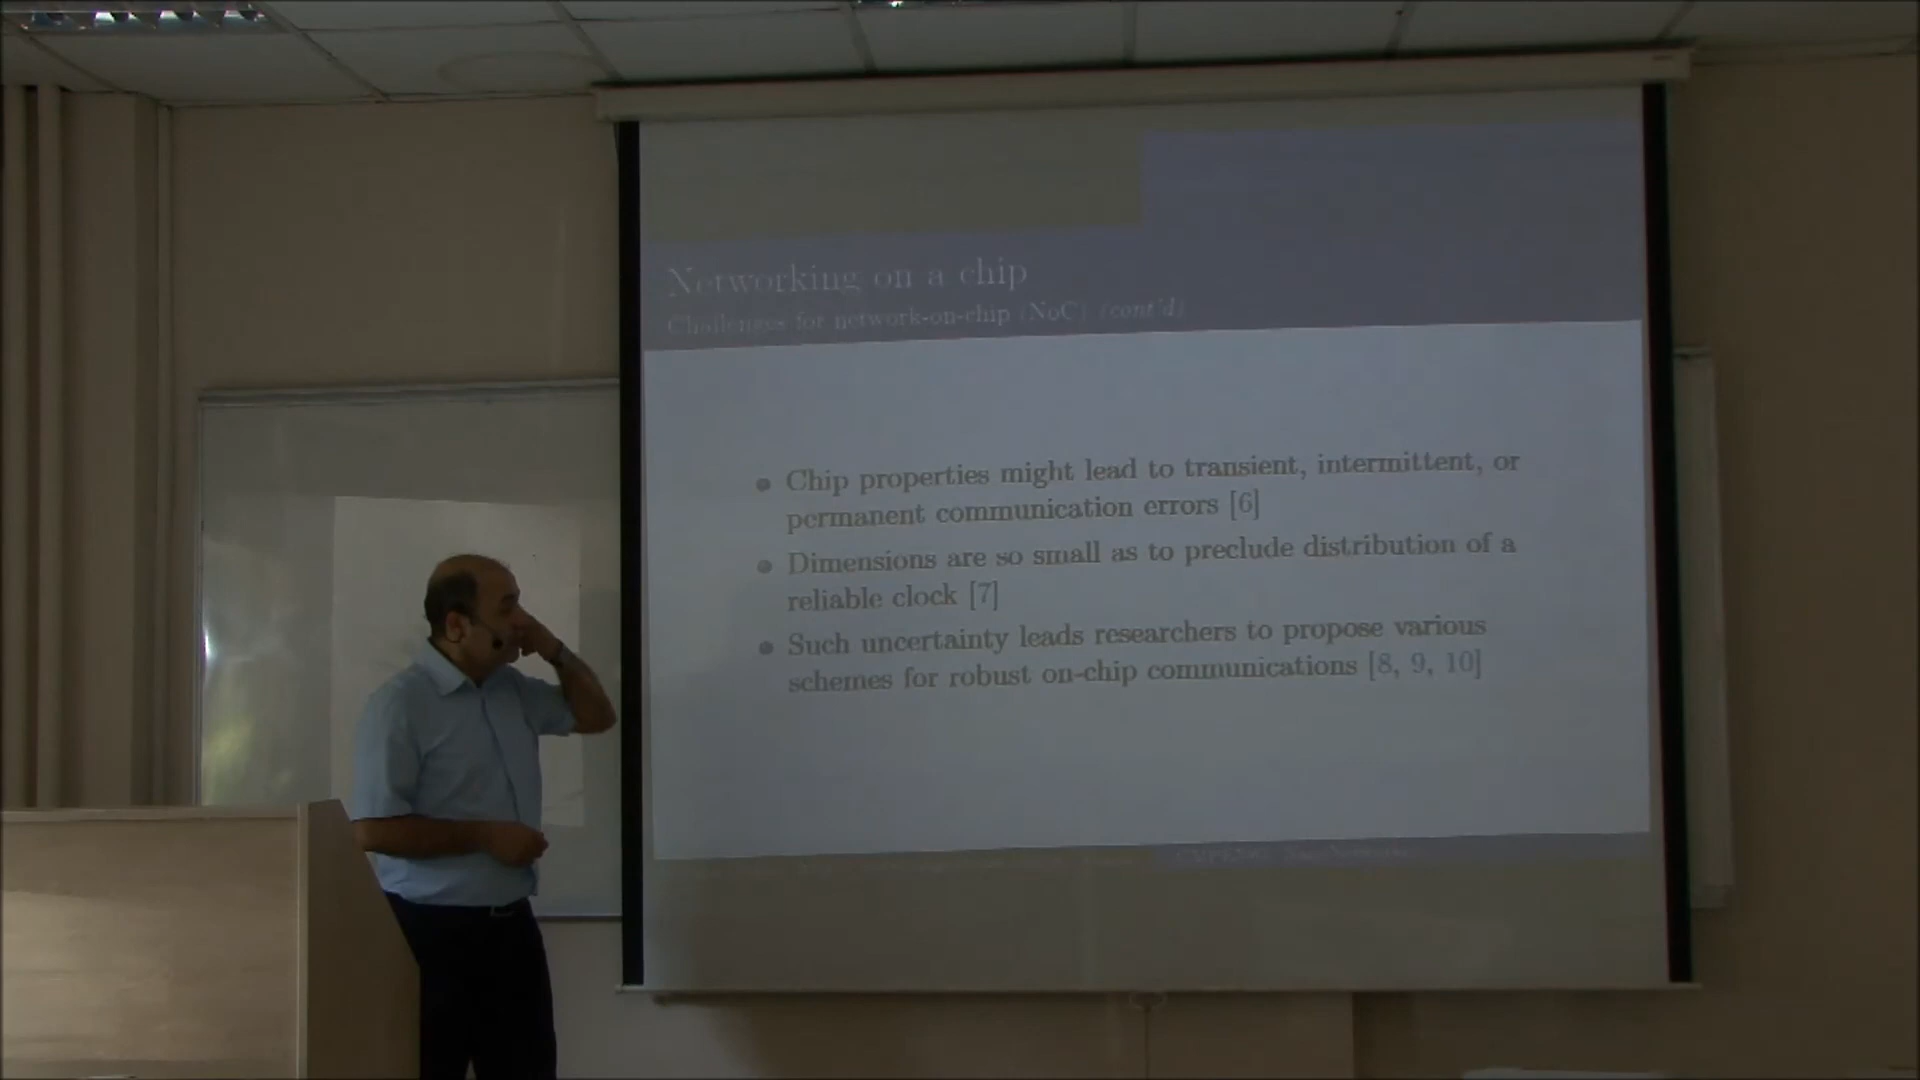 Networking on a chip
Challenges for network-on-chip (NoC) (cont'd)
Chip properties might lead to transient, intermittent, or
permanent communication errors [6]
Dimensions are so small as to preclude distribution of a
reliable clock [7]
Such uncertainty leads researchers to propose various
schemes for robust on-chip communications [8, 9, 10]